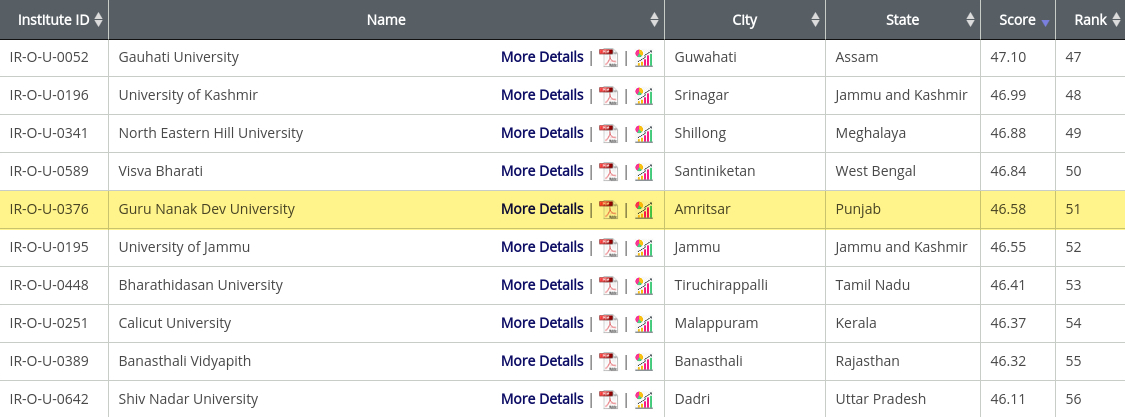 Institute ID Name City State Score Rank
IR-O-U-0052 Gauhati University More Details | | Guwahati Assam 47.10 47
IR-O-U-0196 University of Kashmir More Details | | Srinagar Jammu and Kashmir 46.99 48
IR-O-U-0341 North Eastern Hill University More Details | | Shillong Meghalaya 46.88 49
IR-O-U-0589 Visva Bharati More Details | | Santiniketan West Bengal 46.84 50
IR-O-U-0376 Guru Nanak Dev University More Details | | Amritsar Punjab 46.58 51
IR-O-U-0195 University of Jammu More Details | | Jammu Jammu and Kashmir 46.55 52
IR-O-U-0448 Bharathidasan University More Details | | Tiruchirappalli Tamil Nadu 46.41 53
IR-O-U-0251 Calicut University More Details | | Malappuram Kerala 46.37 54
IR-O-U-0389 Banasthali Vidyapith More Details | | Banasthali Rajasthan 46.32 55
IR-O-U-0642 Shiv Nadar University More Details | | Dadri Uttar Pradesh 46.11 56